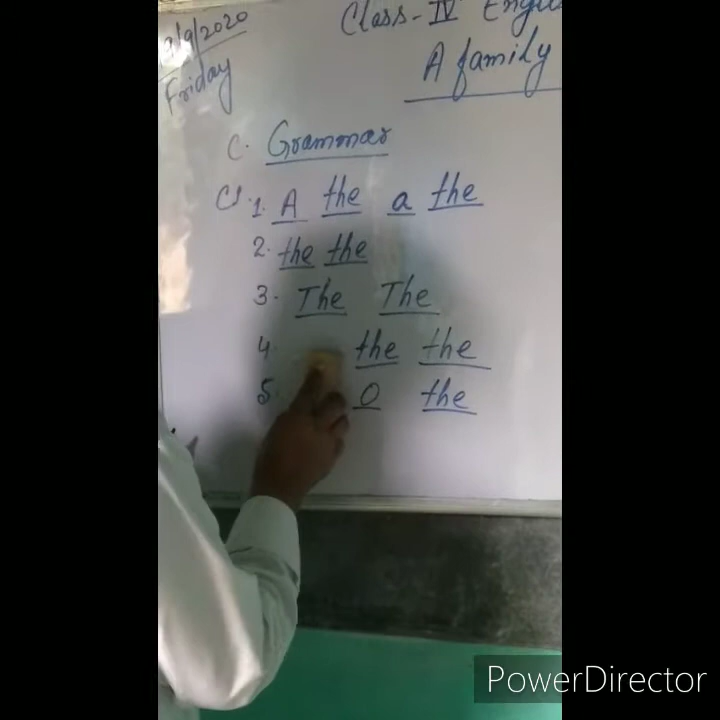 /9/2020 Class-IV
Friday A family
C. Grammar
C1. 1. A the a the
2. the the
3. The The
4. the the
5. 0 the
PowerDirector